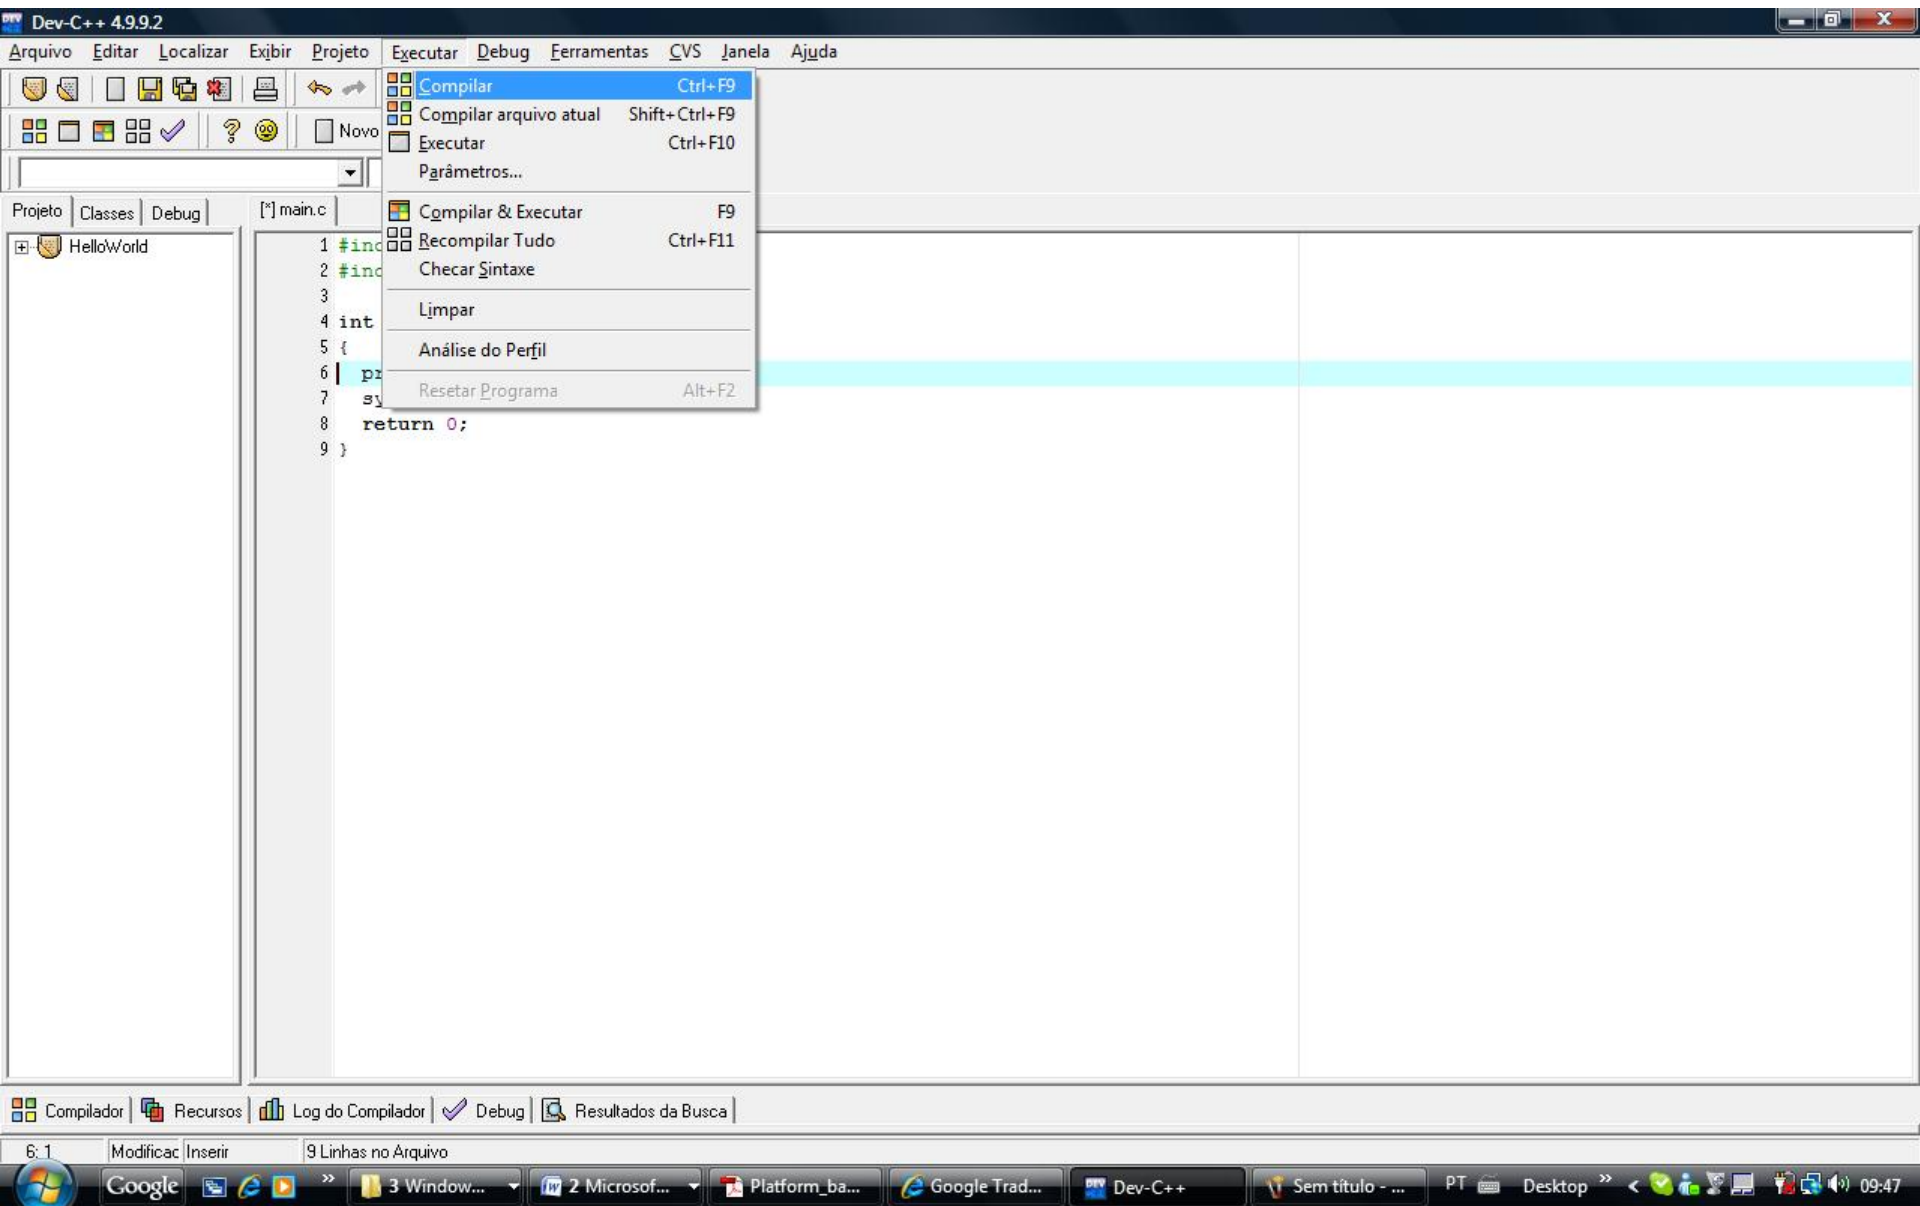 Dev-C++ 4.9.9.2
Arquivo Editar Localizar Exibir Projeto Executar Debug Ferramentas CVS Janela Ajuda
Compilar Ctrl+F9
Compilar arquivo atual Shift+Ctrl+F9
Executar Ctrl+F10
Parâmetros...
Compilar & Executar F9
Recompilar Tudo Ctrl+F11
Checar Sintaxe
Limpar
Análise do Perfil
Resetar Programa Alt+F2
Novo
Projeto Classes Debug
[*] main.c
HelloWorld
1 #inc
2 #inc
3
4 int
5 {
6 pr
7 sy
8 return 0;
9 }
Compilador Recursos Log do Compilador Debug Resultados da Busca
6: 1 Modificac Inserir 9 Linhas no Arquivo
Google » 3 Window... 2 Microsof... Platform_ba... Google Trad... Dev-C++ Sem título - ... PT Desktop » < 09:47